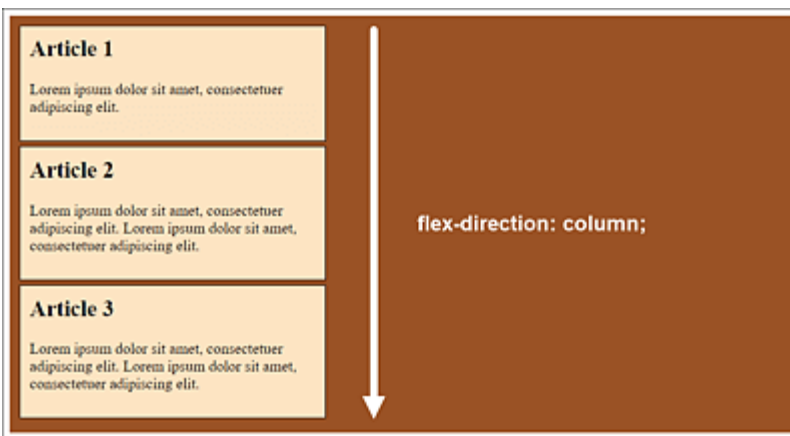 Article 1
Lorem ipsum dolor sit amet, consectetuer
adipiscing elit.
Article 2
Lorem ipsum dolor sit amet, consectetuer
adipiscing elit. Lorem ipsum dolor sit amet,
consectetuer adipiscing elit.
Article 3
Lorem ipsum dolor sit amet, consectetuer
adipiscing elit. Lorem ipsum dolor sit amet,
consectetuer adipiscing elit.
flex-direction: column;